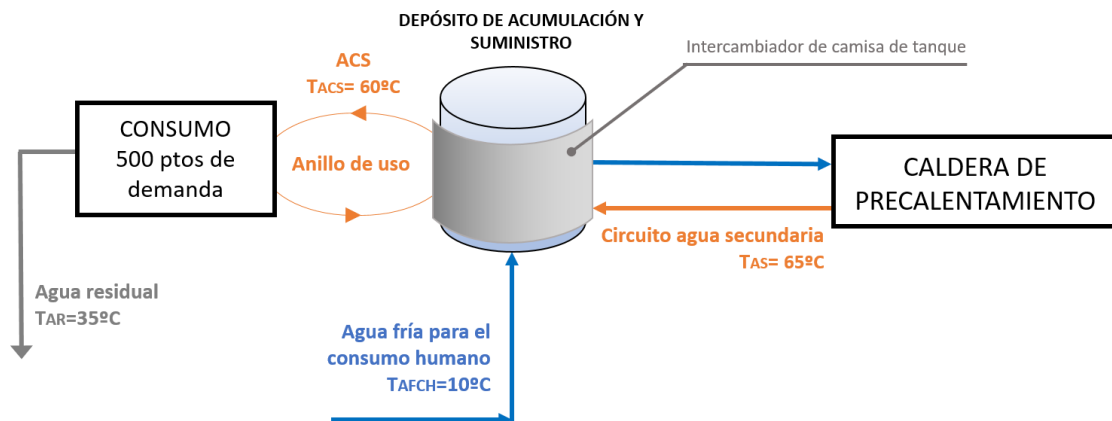 DEPÓSITO DE ACUMULACIÓN Y
SUMINISTRO
Intercambiador de camisa de tanque
ACS
TACS= 60ºC
CONSUMO
500 ptos de
demanda
Anillo de uso
CALDERA DE
PRECALENTAMIENTO
Circuito agua secundaria
TAS= 65ºC
Agua residual
TAR=35ºC
Agua fría para el
consumo humano
TAFCH=10ºC